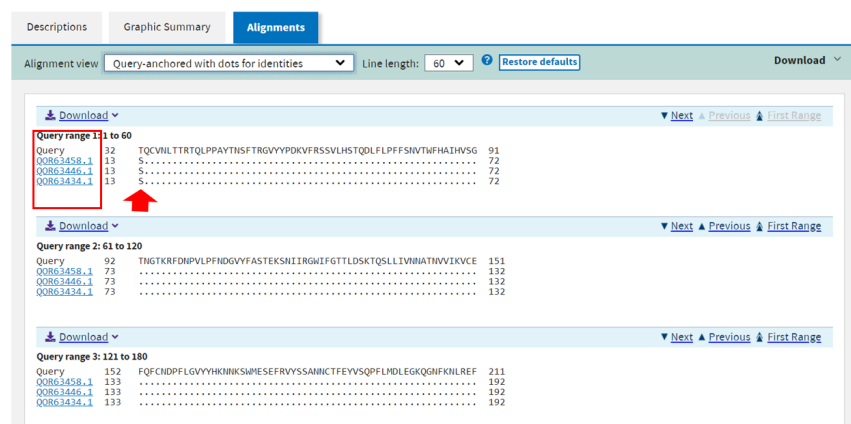 Descriptions Graphic Summary Alignments
Alignment view Query-anchored with dots for identities Line length: 60 ? Restore defaults Download
Download Next Previous First Range
Query range 1: 1 to 60
Query 32 TQCVNLTTRTQLPPAYTNSFTRGVYYPDKVFRSSVLHSTQDLFLPFFSNVTWFHAIHVSG 91
QOR63458.1 13 S........................................................... 72
QOR63446.1 13 S........................................................... 72
QOR63434.1 13 S........................................................... 72
Download Next Previous First Range
Query range 2: 61 to 120
Query 92 TNGTKRFDNPVLPFNDGVYFASTEKSNIIRGWIFGTTLDSKTQSLLIVNNATNVVIKVCE 151
QOR63458.1 73 ............................................................ 132
QOR63446.1 73 ............................................................ 132
QOR63434.1 73 ............................................................ 132
Download Next Previous First Range
Query range 3: 121 to 180
Query 152 FQFCNDPFLGVYYHKNNKSWMESEFRVYSSANNCTFEYVSQPFLMDLEGKQGNFKNLREF 211
QOR63458.1 133 ............................................................ 192
QOR63446.1 133 ............................................................ 192
QOR63434.1 133 ............................................................ 192